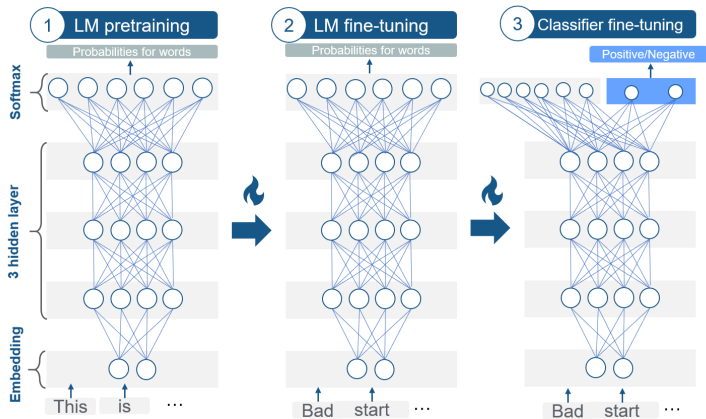 1 LM pretraining
2 LM fine-tuning
3 Classifier fine-tuning
Probabilities for words
Probabilities for words
Positive/Negative
Softmax
3 hidden layer
Embedding
This is ...
Bad start ...
Bad start ...